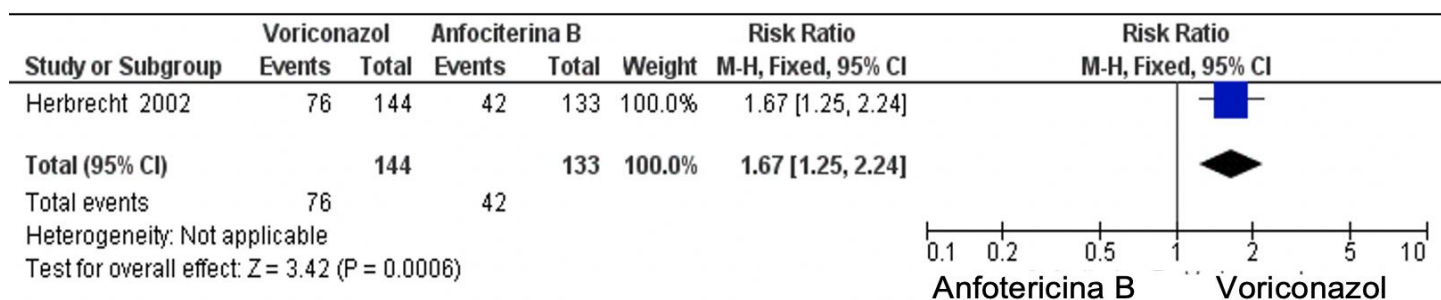 Voriconazol Anfociterina B Risk Ratio Risk Ratio
Study or Subgroup Events Total Events Total Weight M-H, Fixed, 95% CI M-H, Fixed, 95% CI
Herbrecht 2002 76 144 42 133 100.0% 1.67 [1.25, 2.24]
Total (95% CI) 144 133 100.0% 1.67 [1.25, 2.24]
Total events 76 42
Heterogeneity: Not applicable
Test for overall effect: Z = 3.42 (P = 0.0006)
0.1 0.2 0.5 1 2 5 10
Anfotericina B Voriconazol